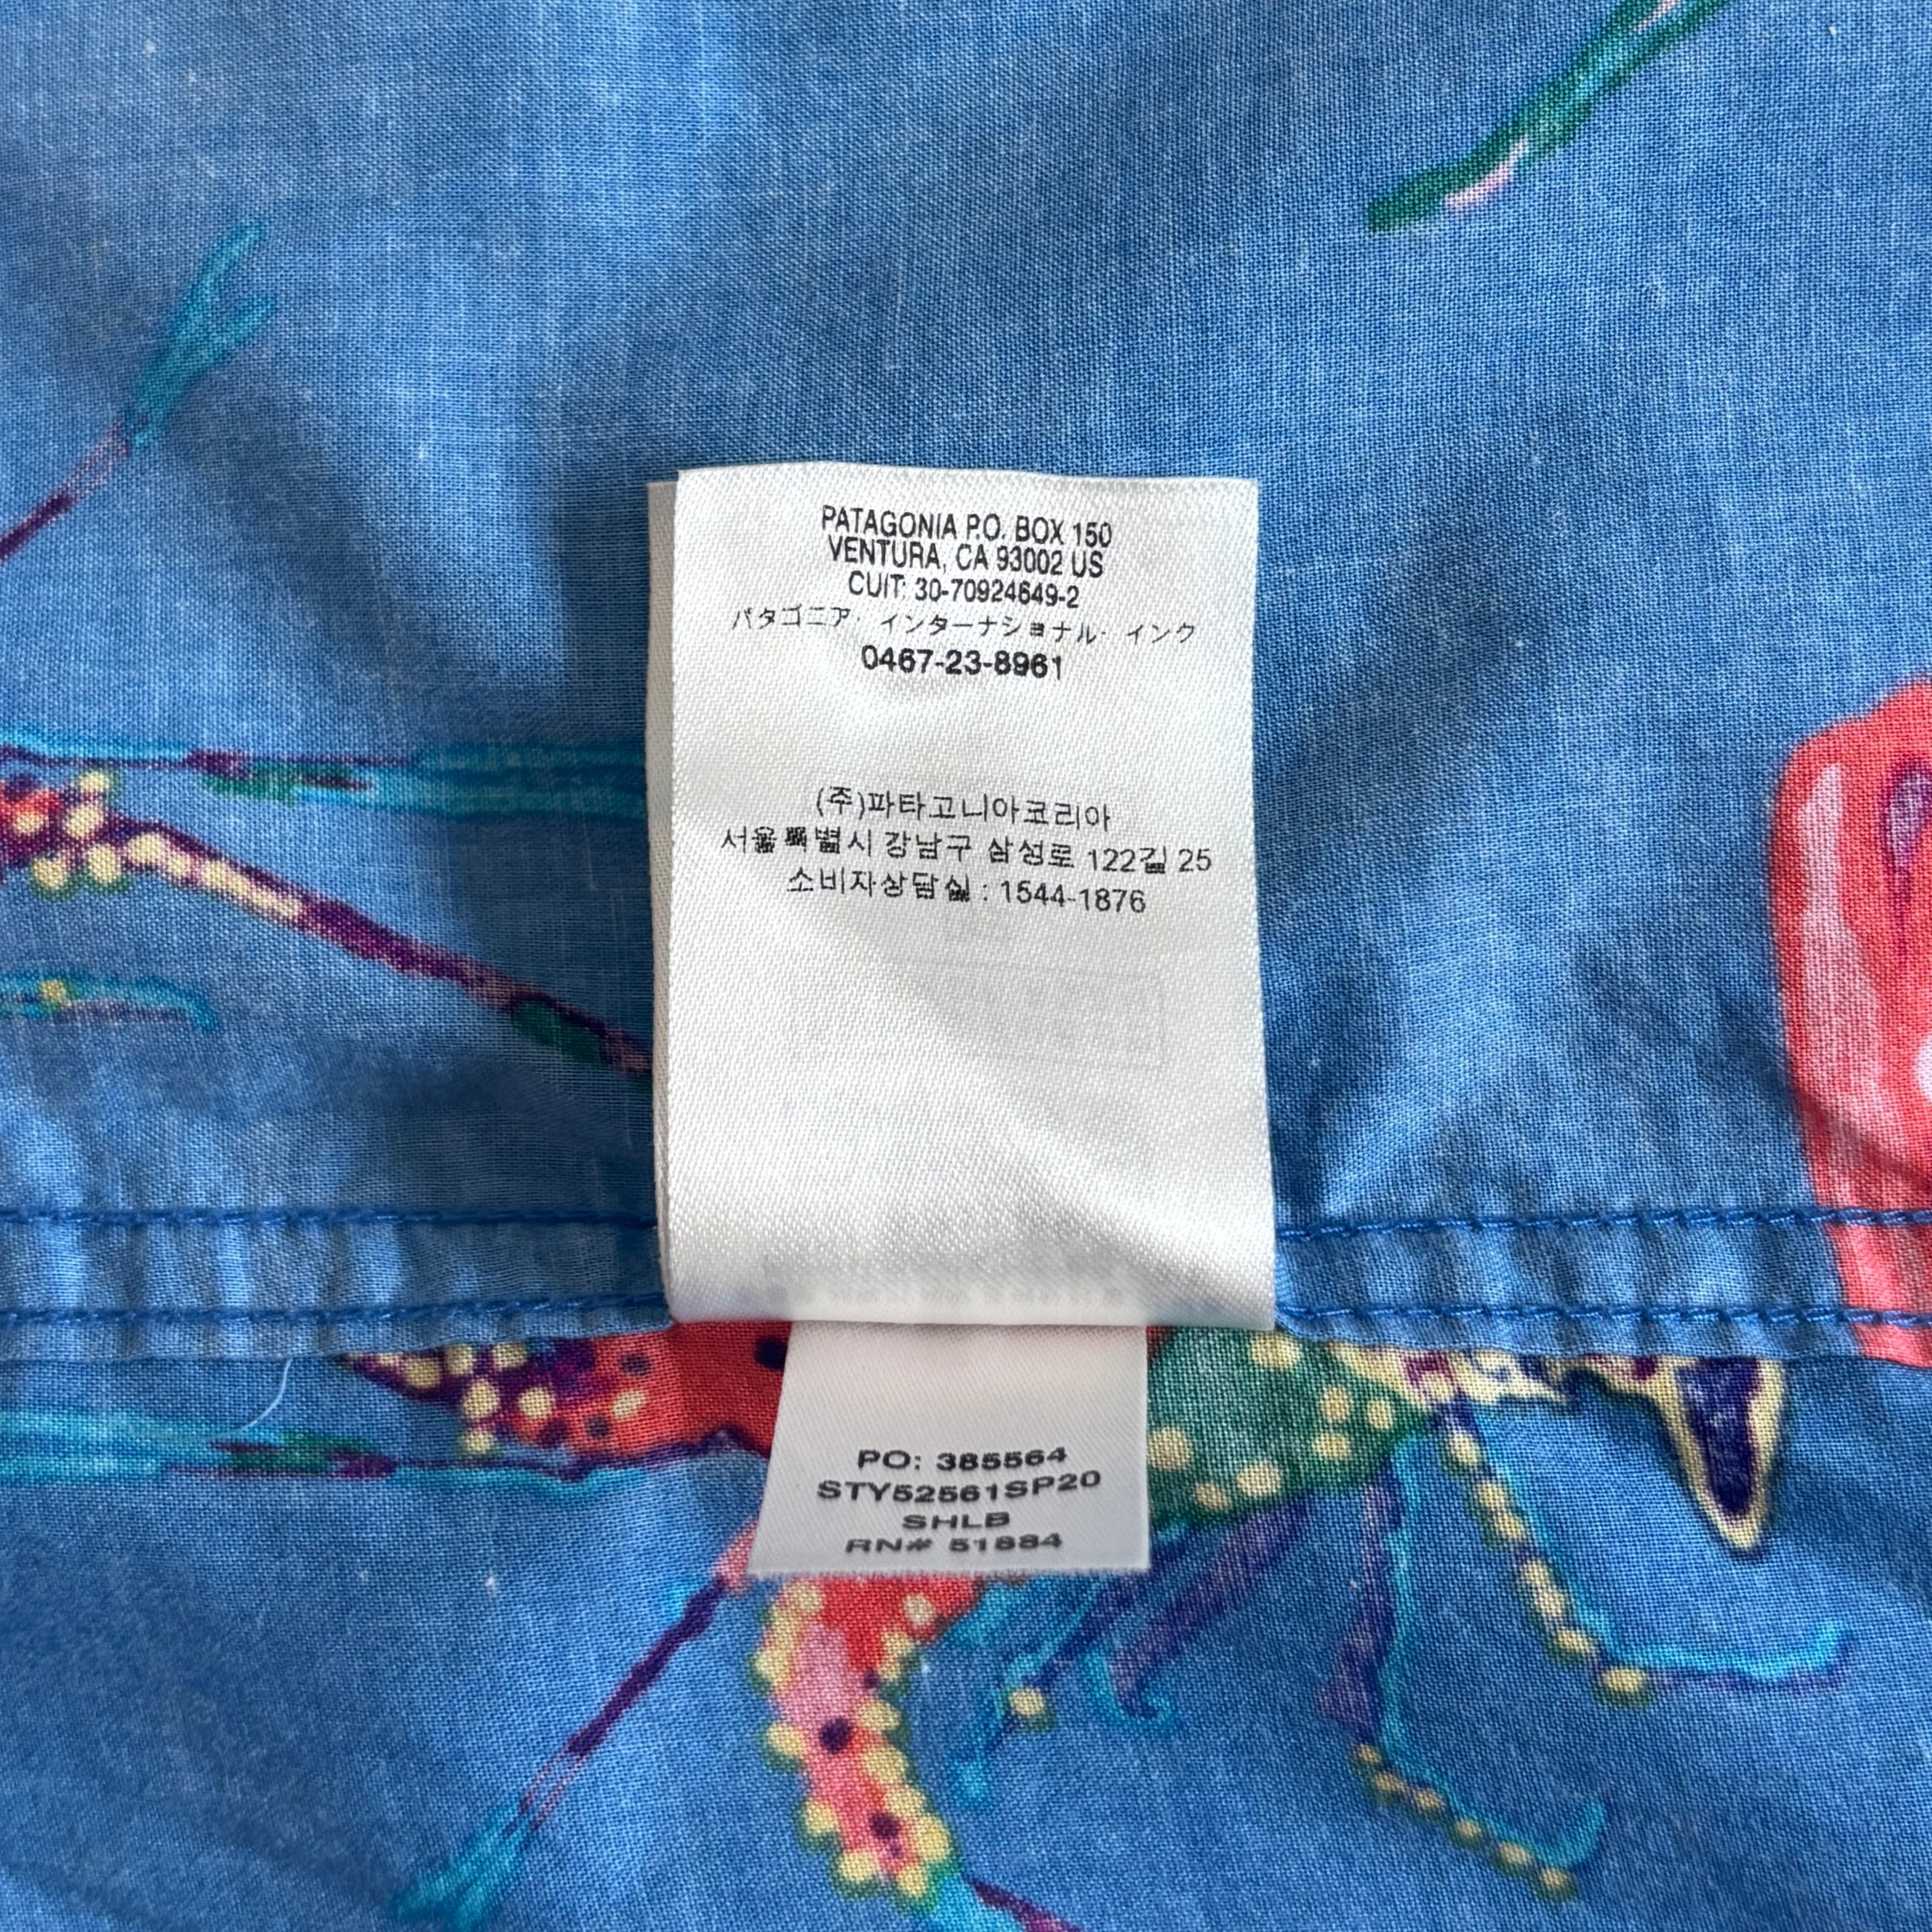 PATAGONIA P.O. BOX 150
VENTURA, CA 93002 US
CUIT: 30-70924649-2
パタゴニア・インターナショナル・インク
0467-23-8961
(주)파타고니아코리아
서울특별시 강남구 삼성로 122길 25
소비자상담실 : 1544-1876
PO: 385564
STY52561SP20
SHLB
RN# 51884